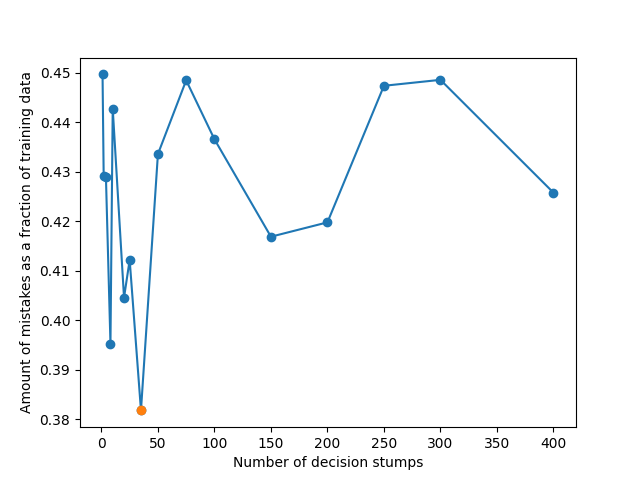 0.45
0.44
0.43
0.42
0.41
0.40
0.39
0.38
Amount of mistakes as a fraction of training data
0 50 100 150 200 250 300 350 400
Number of decision stumps